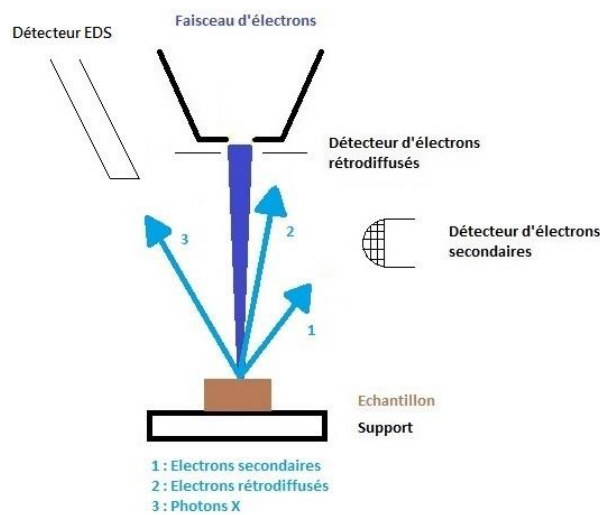 Faisceau d'électrons
Détecteur EDS
Détecteur d'électrons
rétrodiffusés
Détecteur d'électrons
secondaires
3
2
1
Echantillon
Support
1 : Electrons secondaires
2 : Electrons rétrodiffusés
3 : Photons X